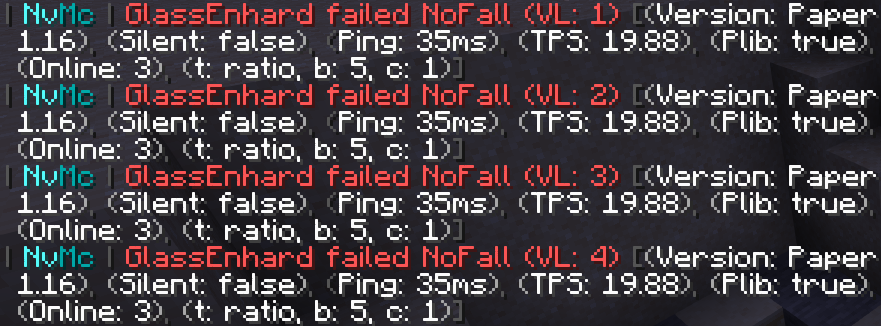 | NvMc | GlassEnhard failed NoFall (VL: 1) [(Version: Paper
1.16), (Silent: false), (Ping: 35ms), (TPS: 19.88), (Plib: true),
(Online: 3), (t: ratio, b: 5, c: 1)]
| NvMc | GlassEnhard failed NoFall (VL: 2) [(Version: Paper
1.16), (Silent: false), (Ping: 35ms), (TPS: 19.88), (Plib: true),
(Online: 3), (t: ratio, b: 5, c: 1)]
| NvMc | GlassEnhard failed NoFall (VL: 3) [(Version: Paper
1.16), (Silent: false), (Ping: 35ms), (TPS: 19.88), (Plib: true),
(Online: 3), (t: ratio, b: 5, c: 1)]
| NvMc | GlassEnhard failed NoFall (VL: 4) [(Version: Paper
1.16), (Silent: false), (Ping: 35ms), (TPS: 19.88), (Plib: true),
(Online: 3), (t: ratio, b: 5, c: 1)]